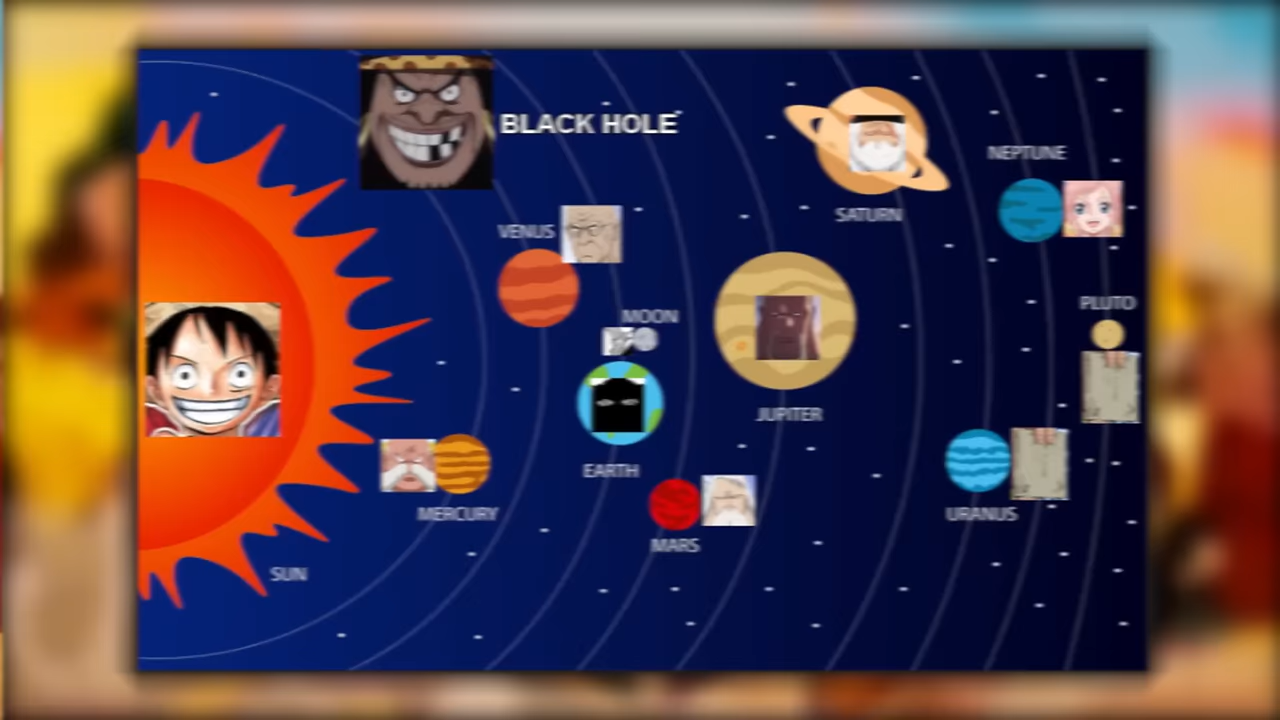 BLACK HOLE
NEPTUNE
SATURN
VENUS
PLUTO
MOON
JUPITER
EARTH
MERCURY
URANUS
MARS
SUN